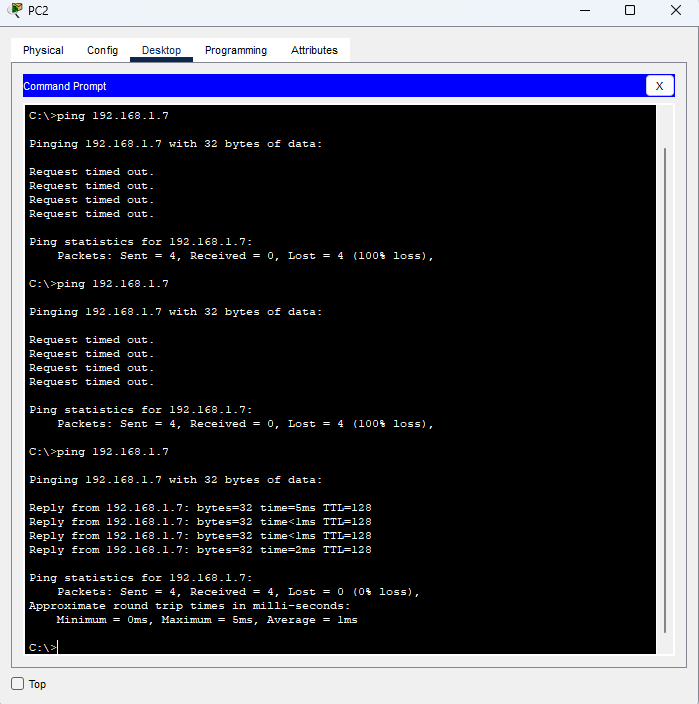 PC2
Physical Config Desktop Programming Attributes
Command Prompt X
C:\>ping 192.168.1.7
Pinging 192.168.1.7 with 32 bytes of data:
Request timed out.
Request timed out.
Request timed out.
Request timed out.
Ping statistics for 192.168.1.7:
    Packets: Sent = 4, Received = 0, Lost = 4 (100% loss),
C:\>ping 192.168.1.7
Pinging 192.168.1.7 with 32 bytes of data:
Request timed out.
Request timed out.
Request timed out.
Request timed out.
Ping statistics for 192.168.1.7:
    Packets: Sent = 4, Received = 0, Lost = 4 (100% loss),
C:\>ping 192.168.1.7
Pinging 192.168.1.7 with 32 bytes of data:
Reply from 192.168.1.7: bytes=32 time=5ms TTL=128
Reply from 192.168.1.7: bytes=32 time<1ms TTL=128
Reply from 192.168.1.7: bytes=32 time<1ms TTL=128
Reply from 192.168.1.7: bytes=32 time=2ms TTL=128
Ping statistics for 192.168.1.7:
    Packets: Sent = 4, Received = 4, Lost = 0 (0% loss),
Approximate round trip times in milli-seconds:
    Minimum = 0ms, Maximum = 5ms, Average = 1ms
C:\>
Top